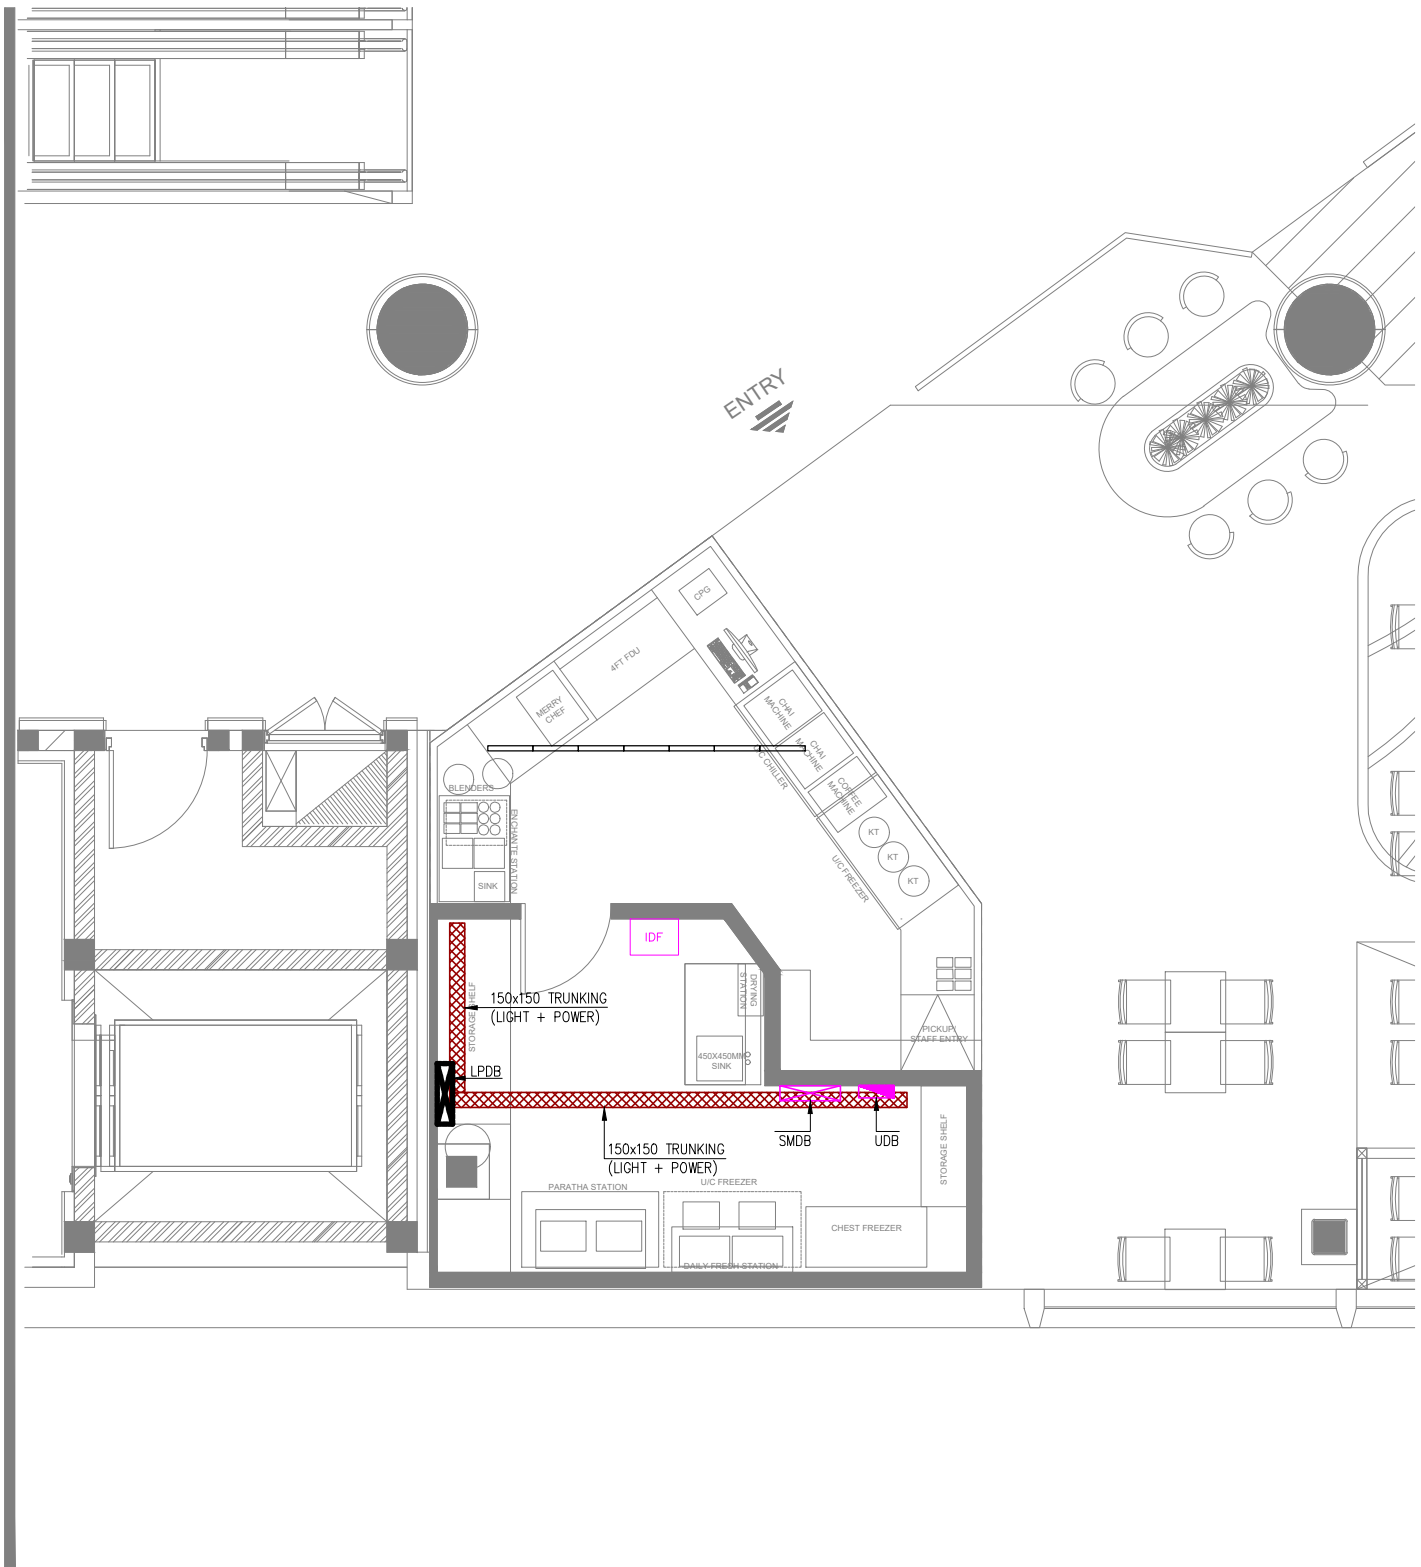 ENTRY
CPG
4FT FDU
MERRY
CHEF
CHAI
MACHINE
CHAI
MACHINE
U/C CHILLER
COFFEE
MACHINE
BLENDERS
ENCHANTE STATION
SINK
KT
KT
KT
U/C FREEZER
IDF
DRYING
STATION
STORAGE SHELF
150x150 TRUNKING
(LIGHT + POWER)
PICKUP/
STAFF ENTRY
450X450MM
SINK
LPDB
SMDB
UDB
150x150 TRUNKING
(LIGHT + POWER)
STORAGE SHELF
PARATHA STATION
U/C FREEZER
CHEST FREEZER
DAILY FRESH STATION